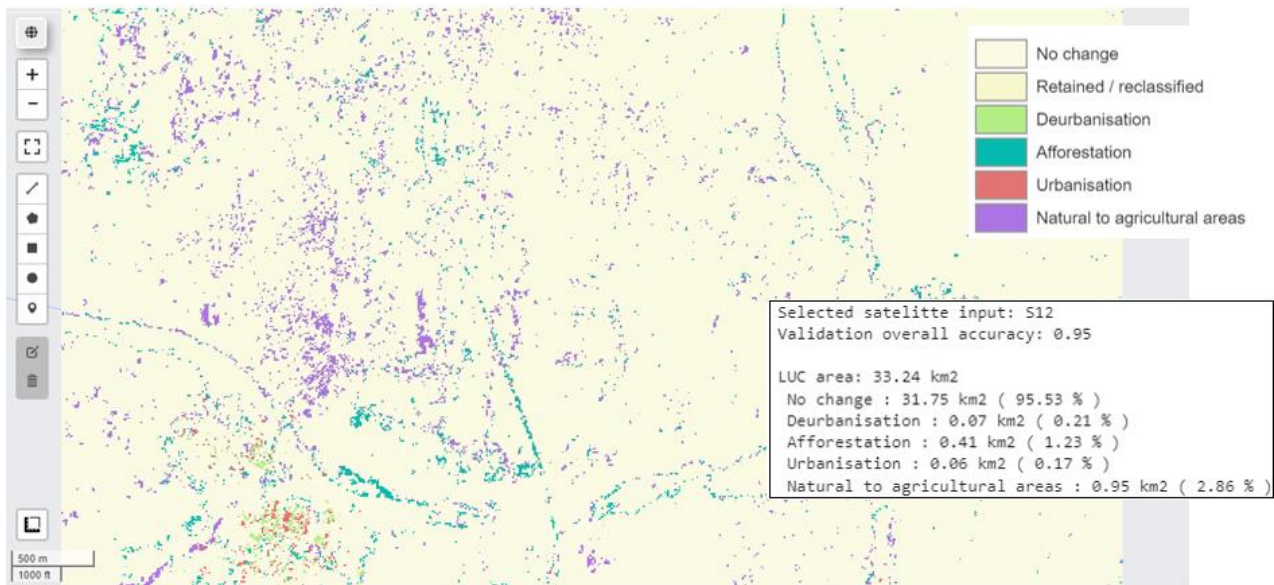 No change
Retained / reclassified
Deurbanisation
Afforestation
Urbanisation
Natural to agricultural areas
Selected satelitte input: S12
Validation overall accuracy: 0.95
LUC area: 33.24 km2
No change : 31.75 km2 ( 95.53 % )
Deurbanisation : 0.07 km2 ( 0.21 % )
Afforestation : 0.41 km2 ( 1.23 % )
Urbanisation : 0.06 km2 ( 0.17 % )
Natural to agricultural areas : 0.95 km2 ( 2.86 % )
500 m
1000 ft